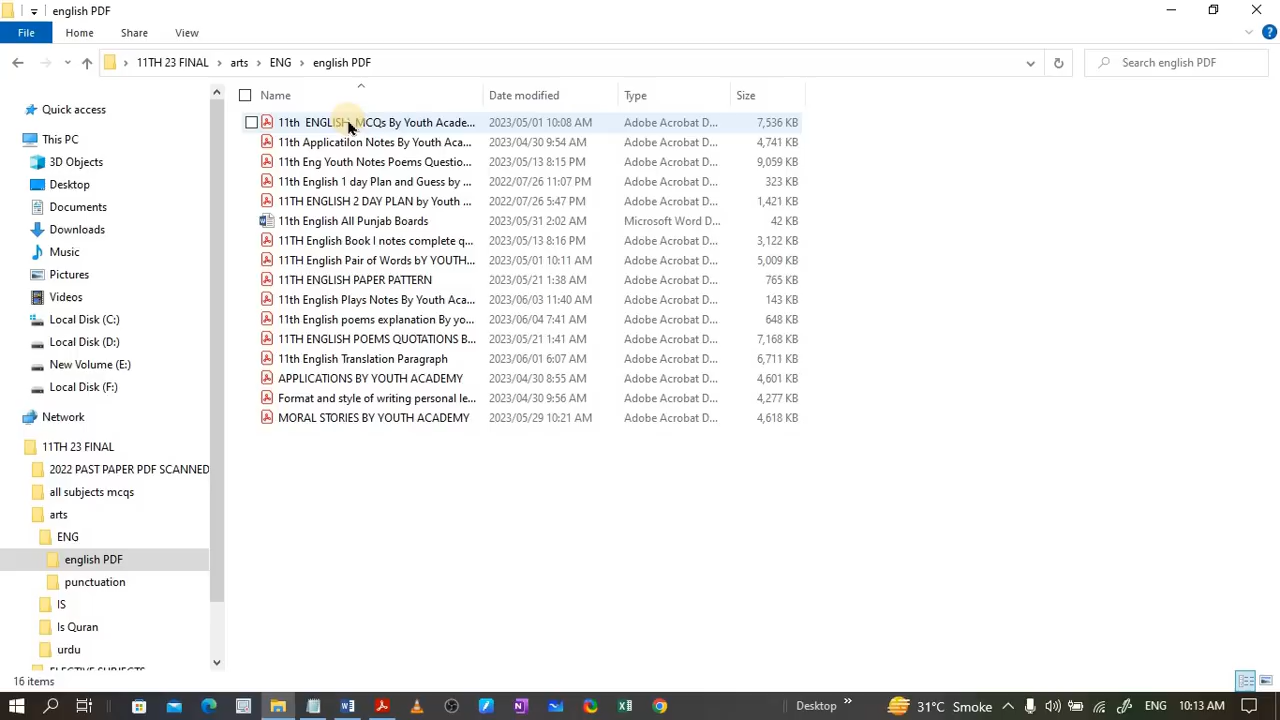 english PDF
File
Home
Share
View
11TH 23 FINAL
arts
ENG
english PDF
Search english PDF
Name
Date modified
Type
Size
11th ENGLISH MCQs By Youth Acade...
2023/05/01 10:08 AM
Adobe Acrobat D...
7,536 KB
11th Application Notes By Youth Aca...
2023/04/30 9:54 AM
Adobe Acrobat D...
4,741 KB
11th Eng Youth Notes Poems Questio...
2023/05/13 8:15 PM
Adobe Acrobat D...
9,059 KB
11th English 1 day Plan and Guess by ...
2022/07/26 11:07 PM
Adobe Acrobat D...
323 KB
11TH ENGLISH 2 DAY PLAN by Youth ...
2022/07/26 5:47 PM
Adobe Acrobat D...
1,421 KB
11th English All Punjab Boards
2023/05/31 2:02 AM
Microsoft Word D...
42 KB
11TH English Book I notes complete q...
2023/05/13 8:16 PM
Adobe Acrobat D...
3,122 KB
11TH English Pair of Words bY YOUTH...
2023/05/01 10:11 AM
Adobe Acrobat D...
5,009 KB
11TH ENGLISH PAPER PATTERN
2023/05/21 1:38 AM
Adobe Acrobat D...
765 KB
11th English Plays Notes By Youth Aca...
2023/06/03 11:40 AM
Adobe Acrobat D...
143 KB
11th English poems explanation By yo...
2023/06/04 7:41 AM
Adobe Acrobat D...
648 KB
11TH ENGLISH POEMS QUOTATIONS B...
2023/05/21 1:41 AM
Adobe Acrobat D...
7,168 KB
11th English Translation Paragraph
2023/06/01 6:07 AM
Adobe Acrobat D...
6,711 KB
APPLICATIONS BY YOUTH ACADEMY
2023/04/30 8:55 AM
Adobe Acrobat D...
4,601 KB
Format and style of writing personal le...
2023/04/30 9:56 AM
Adobe Acrobat D...
4,277 KB
MORAL STORIES BY YOUTH ACADEMY
2023/05/29 10:21 AM
Adobe Acrobat D...
4,618 KB
Quick access
This PC
3D Objects
Desktop
Documents
Downloads
Music
Pictures
Videos
Local Disk (C:)
Local Disk (D:)
New Volume (E:)
Local Disk (F:)
Network
11TH 23 FINAL
2022 PAST PAPER PDF SCANNED
all subjects mcqs
arts
ENG
english PDF
punctuation
IS
Is Quran
urdu
ELECTIVE SUBJECTS
16 items
Desktop
31°C Smoke
ENG
10:13 AM